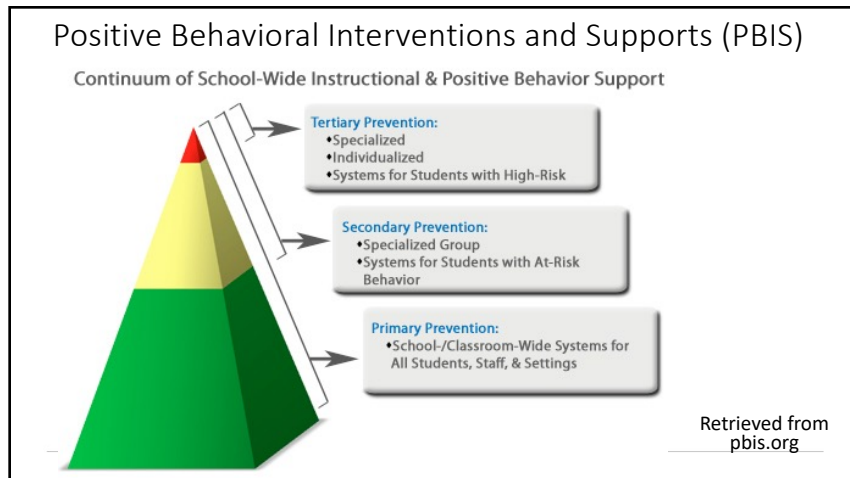 Positive Behavioral Interventions and Supports (PBIS)
Continuum of School-Wide Instructional & Positive Behavior Support
Tertiary Prevention:
♦Specialized
♦Individualized
♦Systems for Students with High-Risk
Secondary Prevention:
♦Specialized Group
♦Systems for Students with At-Risk
Behavior
Primary Prevention:
♦School-/Classroom-Wide Systems for
All Students, Staff, & Settings
Retrieved from
pbis.org